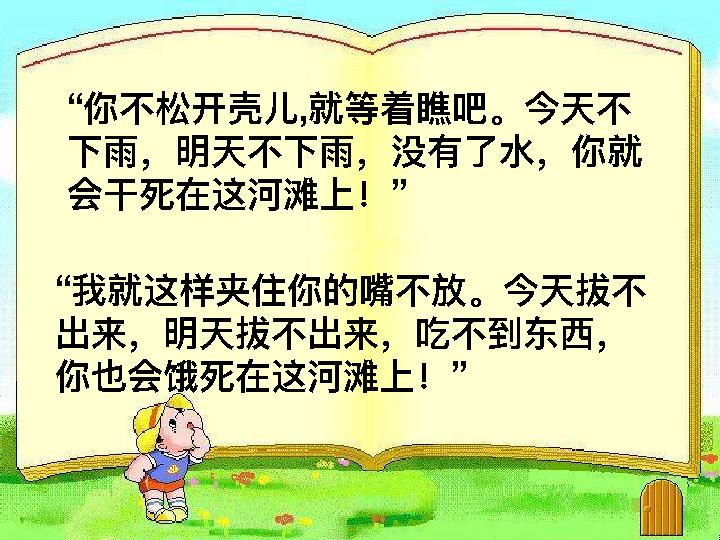 “你不松开壳儿,就等着瞧吧。今天不
下雨，明天不下雨，没有了水，你就
会干死在这河滩上！”
“我就这样夹住你的嘴不放。今天拔不
出来，明天拔不出来，吃不到东西，
你也会饿死在这河滩上！”